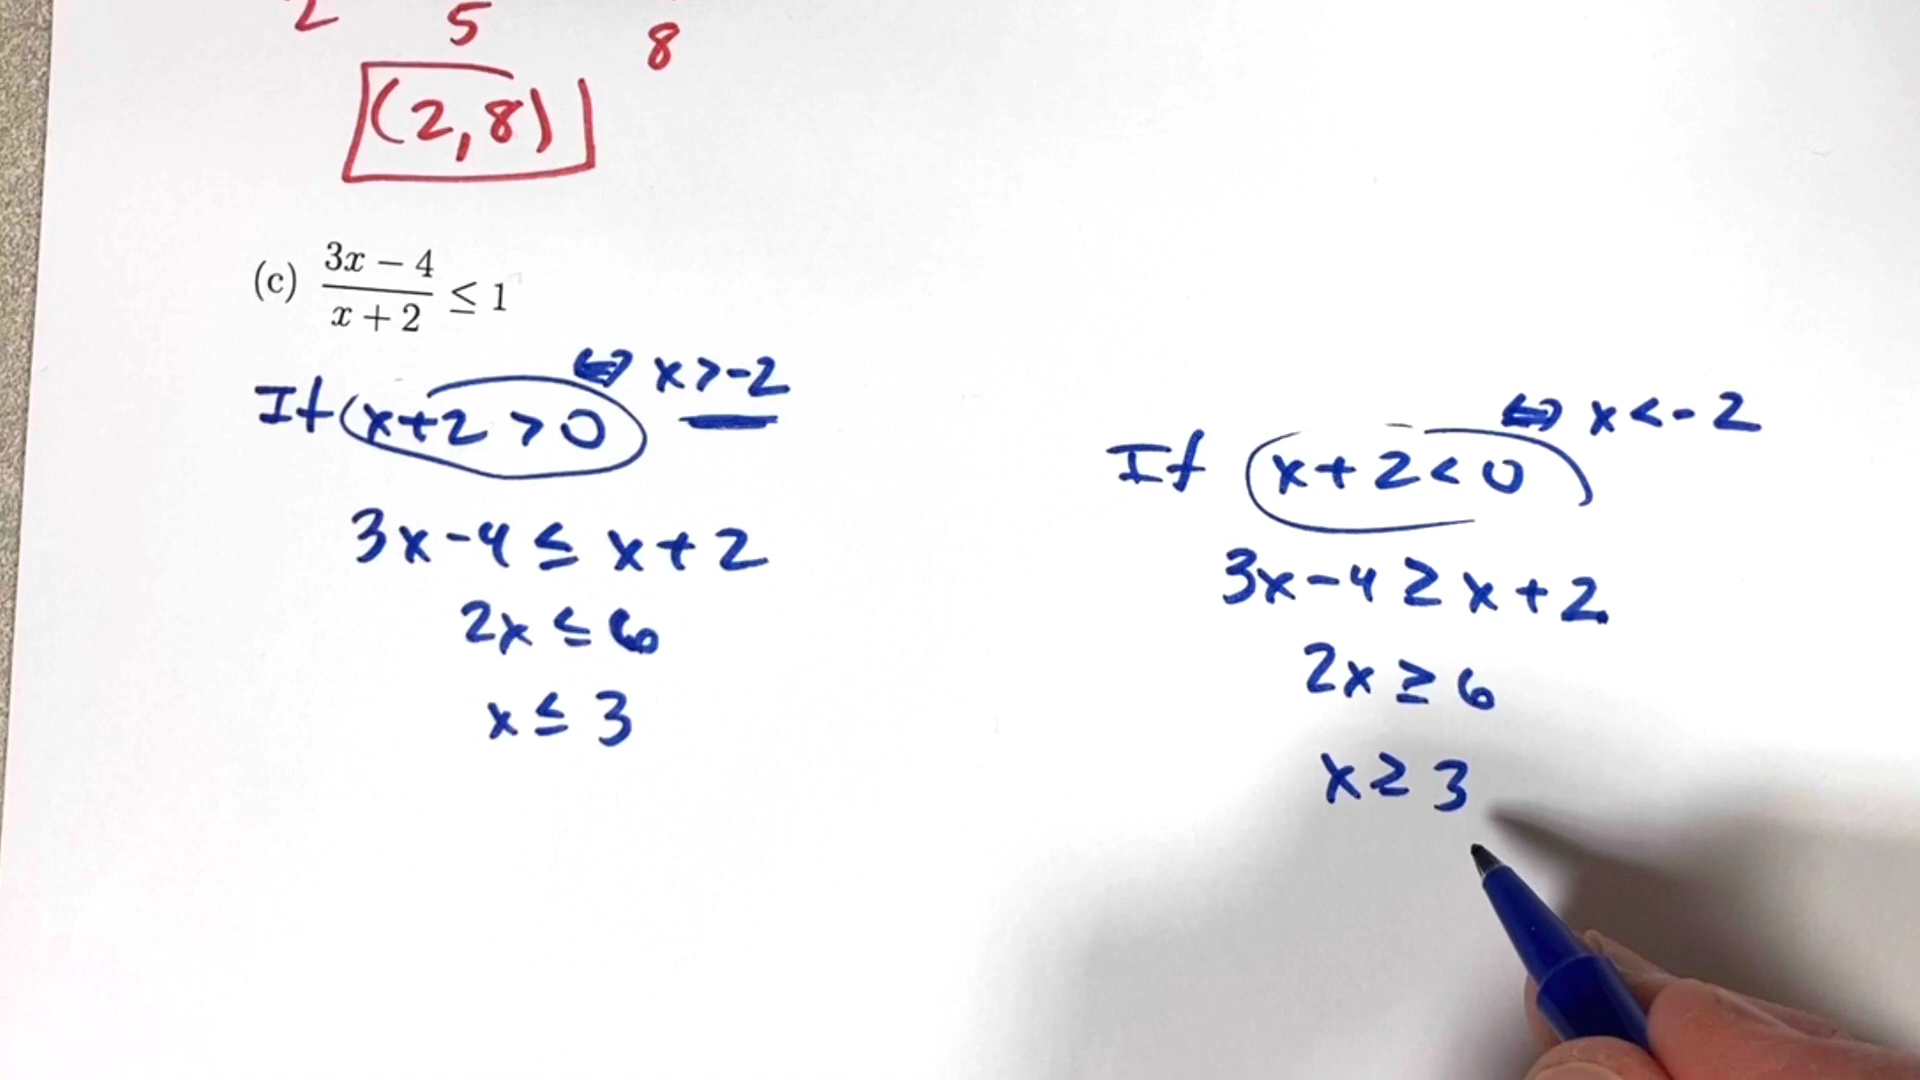 2 5 8
(2,8)
(c) 3x − 4 / x + 2 ≤ 1
⇔ x > -2
If x+2 > 0
3x-4 ≤ x+2
2x ≤ 6
x ≤ 3
⇔ x < -2
If x+2 < 0
3x-4 ≥ x+2
2x ≥ 6
x ≥ 3